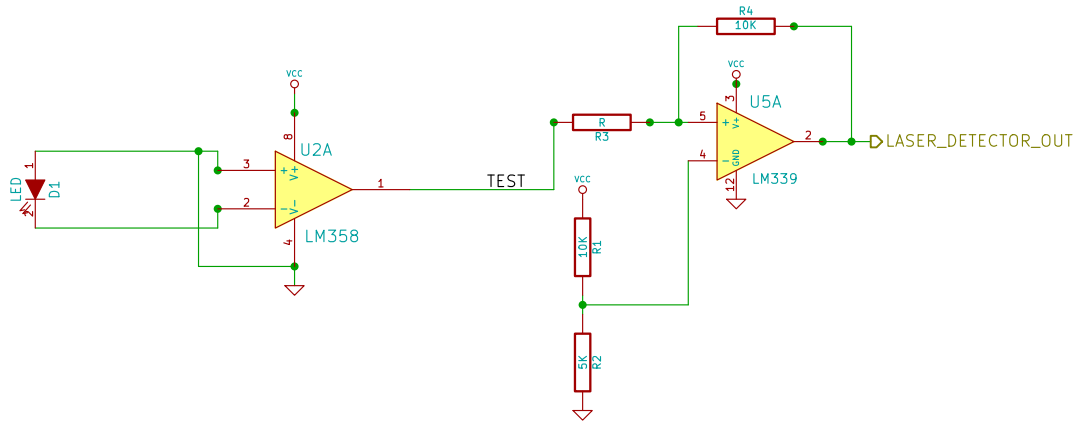 R4
10K
VCC
VCC
3
U5A
8
U2A
5
+
V+
R
R3
2
LASER_DETECTOR_OUT
4
-
GND
12
LM339
LED
1
D1
2
3
+
V+
1
TEST
2
-
V-
4
LM358
VCC
10K
R1
5K
R2